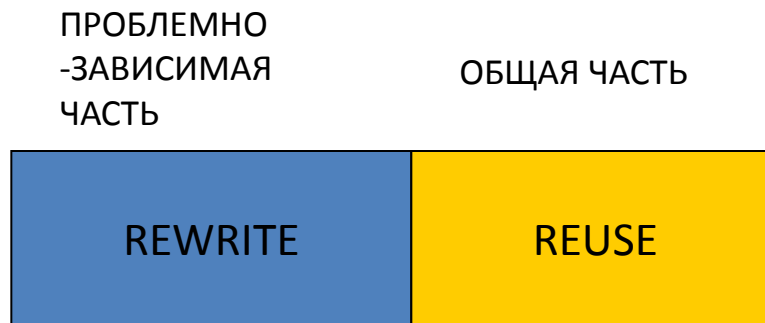 ПРОБЛЕМНО
-ЗАВИСИМАЯ
ЧАСТЬ
ОБЩАЯ ЧАСТЬ
REWRITE
REUSE